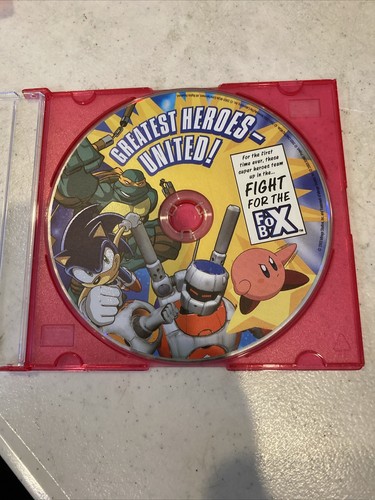 GREATEST HEROES–
UNITED!
For the first
time ever, these
super heroes team
up in the...
FIGHT
FOR THE
FOX
BOX